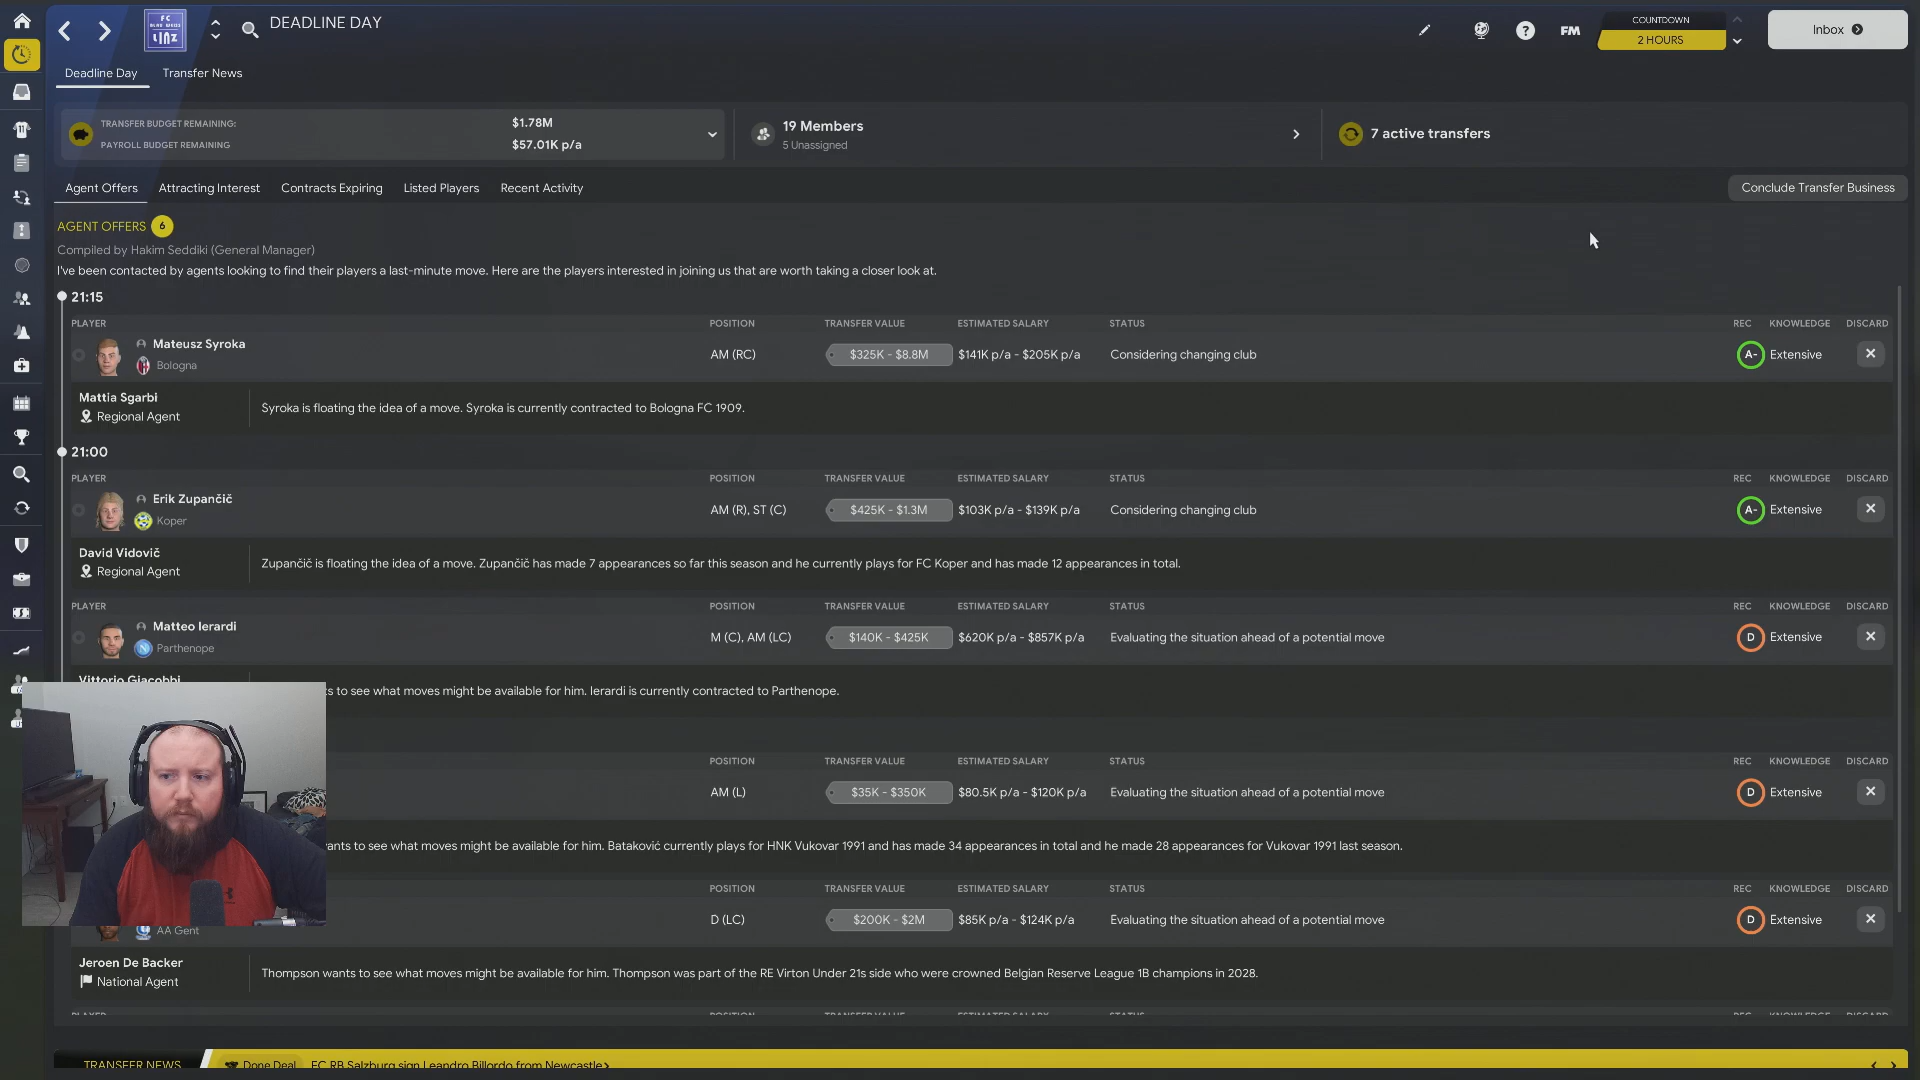 FC
BLAU WEISS
LINZ
DEADLINE DAY
FM
COUNTDOWN
2 HOURS
Inbox
Deadline Day
Transfer News
TRANSFER BUDGET REMAINING:
$1.78M
PAYROLL BUDGET REMAINING
$57.01K p/a
19 Members
5 Unassigned
7 active transfers
Agent Offers
Attracting Interest
Contracts Expiring
Listed Players
Recent Activity
Conclude Transfer Business
AGENT OFFERS 6
Compiled by Hakim Seddiki (General Manager)
I've been contacted by agents looking to find their players a last-minute move. Here are the players interested in joining us that are worth taking a closer look at.
21:15
PLAYER POSITION TRANSFER VALUE ESTIMATED SALARY STATUS REC KNOWLEDGE DISCARD
Mateusz Syroka
Bologna
AM (RC) $325K - $8.8M $141K p/a - $205K p/a Considering changing club A- Extensive
Mattia Sgarbi
Regional Agent
Syroka is floating the idea of a move. Syroka is currently contracted to Bologna FC 1909.
21:00
PLAYER POSITION TRANSFER VALUE ESTIMATED SALARY STATUS REC KNOWLEDGE DISCARD
Erik Zupančič
Koper
AM (R), ST (C) $425K - $1.3M $103K p/a - $139K p/a Considering changing club A- Extensive
David Vidovič
Regional Agent
Zupančič is floating the idea of a move. Zupančič has made 7 appearances so far this season and he currently plays for FC Koper and has made 12 appearances in total.
PLAYER POSITION TRANSFER VALUE ESTIMATED SALARY STATUS REC KNOWLEDGE DISCARD
Matteo Ierardi
Parthenope
M (C), AM (LC) $140K - $425K $620K p/a - $857K p/a Evaluating the situation ahead of a potential move D Extensive
Vittorio Giacobbi
to see what moves might be available for him. Ierardi is currently contracted to Parthenope.
POSITION TRANSFER VALUE ESTIMATED SALARY STATUS REC KNOWLEDGE DISCARD
AM (L) $35K - $350K $80.5K p/a - $120K p/a Evaluating the situation ahead of a potential move D Extensive
to see what moves might be available for him. Bataković currently plays for HNK Vukovar 1991 and has made 34 appearances in total and he made 28 appearances for Vukovar 1991 last season.
POSITION TRANSFER VALUE ESTIMATED SALARY STATUS REC KNOWLEDGE DISCARD
AA Gent
D (LC) $200K - $2M $85K p/a - $124K p/a Evaluating the situation ahead of a potential move D Extensive
Jeroen De Backer
National Agent
Thompson wants to see what moves might be available for him. Thompson was part of the RE Virton Under 21s side who were crowned Belgian Reserve League 1B champions in 2028.
PLAYER POSITION TRANSFER VALUE ESTIMATED SALARY STATUS REC KNOWLEDGE DISCARD
TRANSFER NEWS
Done Deal
FC RB Salzburg sign Leandro Billordo from Newcastle>